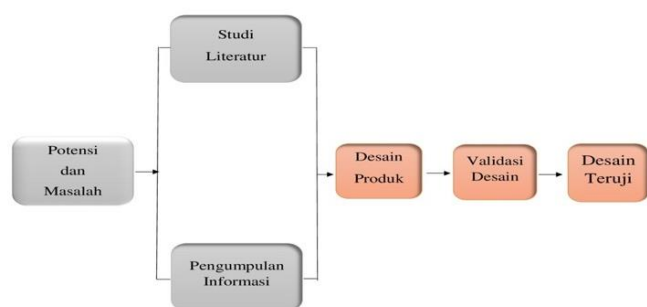 Studi
Literatur
Potensi
dan
Masalah
Desain
Produk
Validasi
Desain
Desain
Teruji
Pengumpulan
Informasi